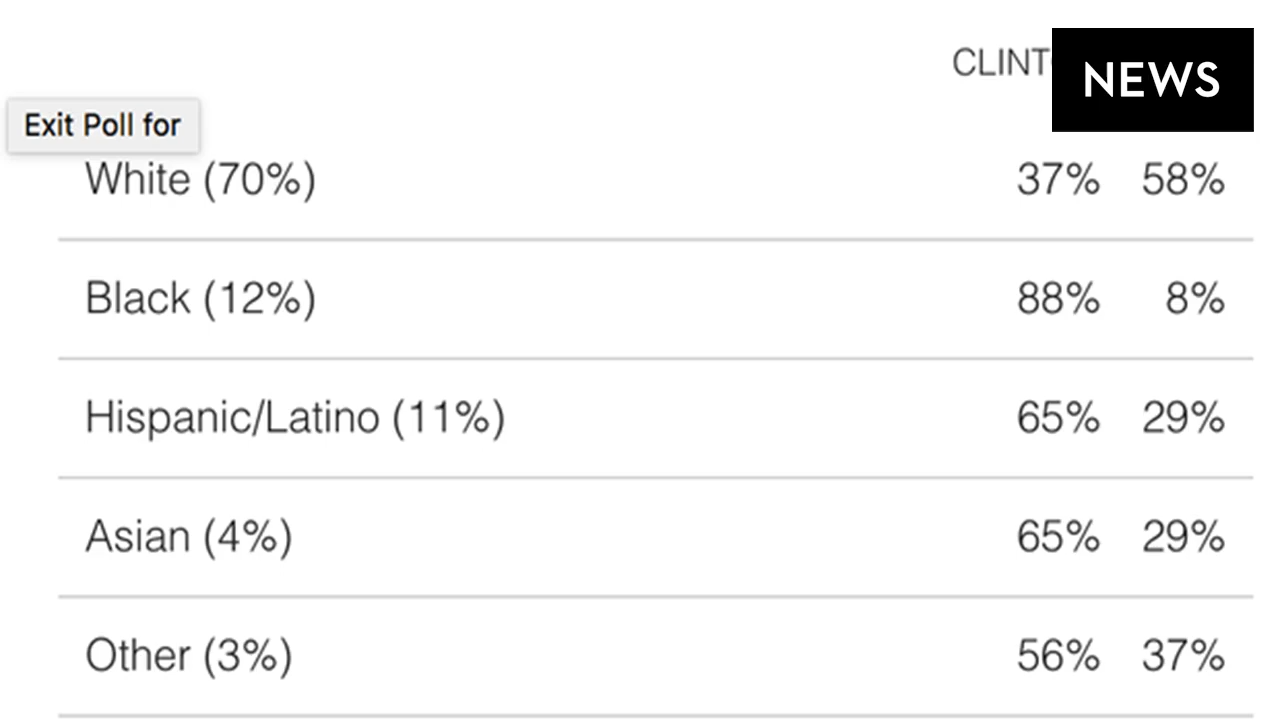 CLINT
NEWS
Exit Poll for
White (70%) 37% 58%
Black (12%) 88% 8%
Hispanic/Latino (11%) 65% 29%
Asian (4%) 65% 29%
Other (3%) 56% 37%